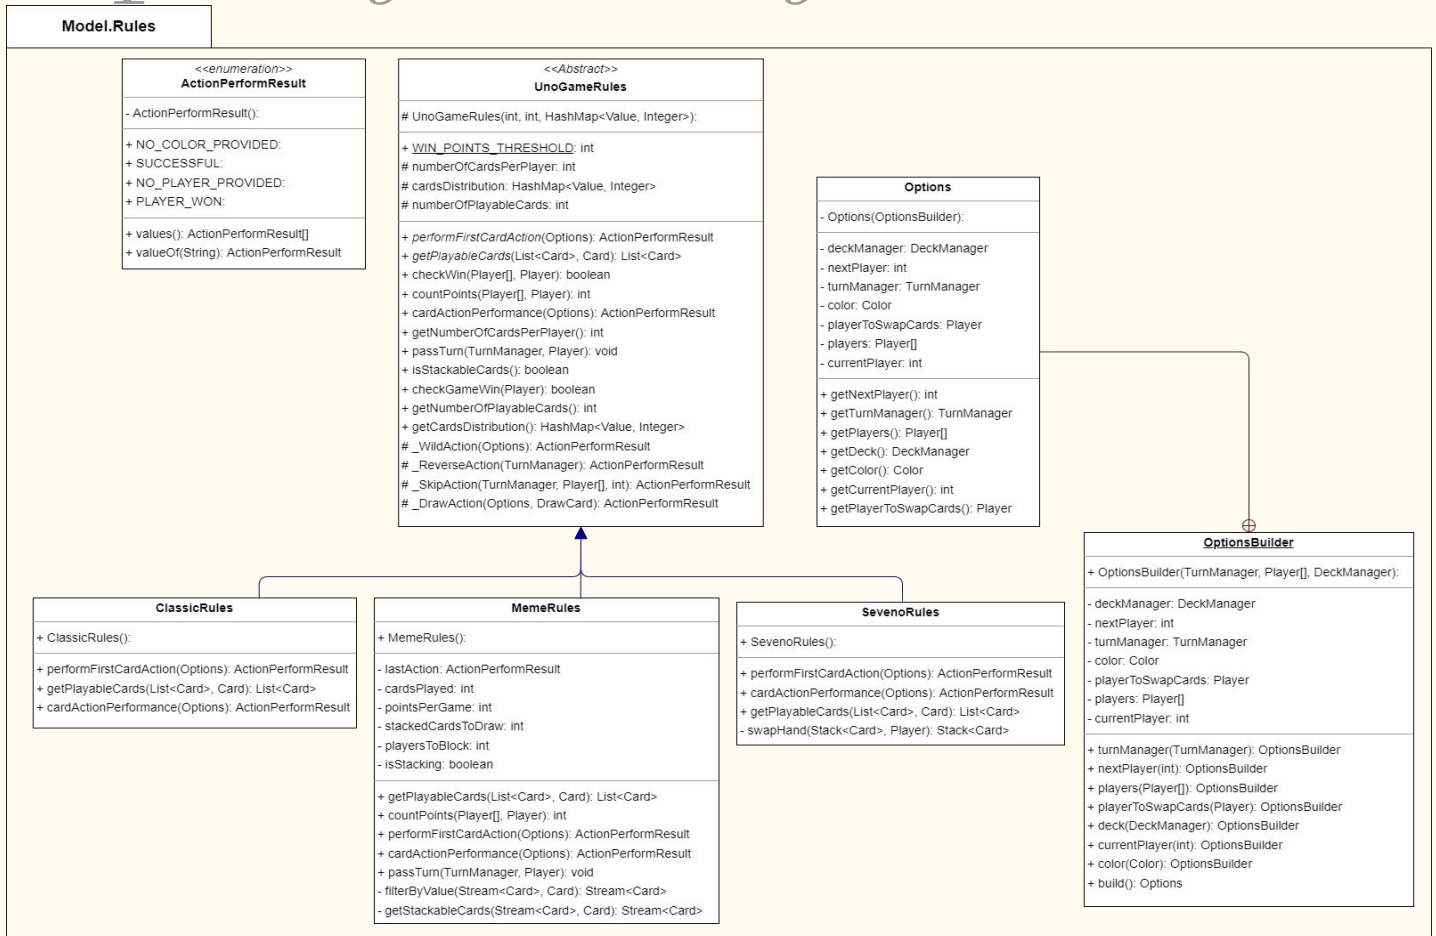 Model.Rules
<<enumeration>>
ActionPerformResult
- ActionPerformResult():
+ NO_COLOR_PROVIDED:
+ SUCCESSFUL:
+ NO_PLAYER_PROVIDED:
+ PLAYER_WON:
+ values(): ActionPerformResult[]
+ valueOf(String): ActionPerformResult
<<Abstract>>
UnoGameRules
# UnoGameRules(int, int, HashMap<Value, Integer>):
+ WIN_POINTS_THRESHOLD: int
# numberOfCardsPerPlayer: int
# cardsDistribution: HashMap<Value, Integer>
# numberOfPlayableCards: int
+ performFirstCardAction(Options): ActionPerformResult
+ getPlayableCards(List<Card>, Card): List<Card>
+ checkWin(Player[], Player): boolean
+ countPoints(Player[], Player): int
+ cardActionPerformance(Options): ActionPerformResult
+ getNumberOfCardsPerPlayer(): int
+ passTurn(TurnManager, Player): void
+ isStackableCards(): boolean
+ checkGameWin(Player): boolean
+ getNumberOfPlayableCards(): int
+ getCardsDistribution(): HashMap<Value, Integer>
# _WildAction(Options): ActionPerformResult
# _ReverseAction(TurnManager): ActionPerformResult
# _SkipAction(TurnManager, Player[], int): ActionPerformResult
# _DrawAction(Options, DrawCard): ActionPerformResult
Options
- Options(OptionsBuilder):
- deckManager: DeckManager
- nextPlayer: int
- turnManager: TurnManager
- color: Color
- playerToSwapCards: Player
- players: Player[]
- currentPlayer: int
+ getNextPlayer(): int
+ getTurnManager(): TurnManager
+ getPlayers(): Player[]
+ getDeck(): DeckManager
+ getColor(): Color
+ getCurrentPlayer(): int
+ getPlayerToSwapCards(): Player
ClassicRules
+ ClassicRules():
+ performFirstCardAction(Options): ActionPerformResult
+ getPlayableCards(List<Card>, Card): List<Card>
+ cardActionPerformance(Options): ActionPerformResult
MemeRules
+ MemeRules():
- lastAction: ActionPerformResult
- cardsPlayed: int
- pointsPerGame: int
- stackedCardsToDraw: int
- playersToBlock: int
- isStacking: boolean
+ getPlayableCards(List<Card>, Card): List<Card>
+ countPoints(Player[], Player): int
+ performFirstCardAction(Options): ActionPerformResult
+ cardActionPerformance(Options): ActionPerformResult
+ passTurn(TurnManager, Player): void
- filterByValue(Stream<Card>, Card): Stream<Card>
- getStackableCards(Stream<Card>, Card): Stream<Card>
SevenoRules
+ SevenoRules():
+ performFirstCardAction(Options): ActionPerformResult
+ cardActionPerformance(Options): ActionPerformResult
+ getPlayableCards(List<Card>, Card): List<Card>
- swapHand(Stack<Card>, Player): Stack<Card>
OptionsBuilder
+ OptionsBuilder(TurnManager, Player[], DeckManager):
- deckManager: DeckManager
- nextPlayer: int
- turnManager: TurnManager
- color: Color
- playerToSwapCards: Player
- players: Player[]
- currentPlayer: int
+ turnManager(TurnManager): OptionsBuilder
+ nextPlayer(int): OptionsBuilder
+ players(Player[]): OptionsBuilder
+ playerToSwapCards(Player): OptionsBuilder
+ deck(DeckManager): OptionsBuilder
+ currentPlayer(int): OptionsBuilder
+ color(Color): OptionsBuilder
+ build(): Options